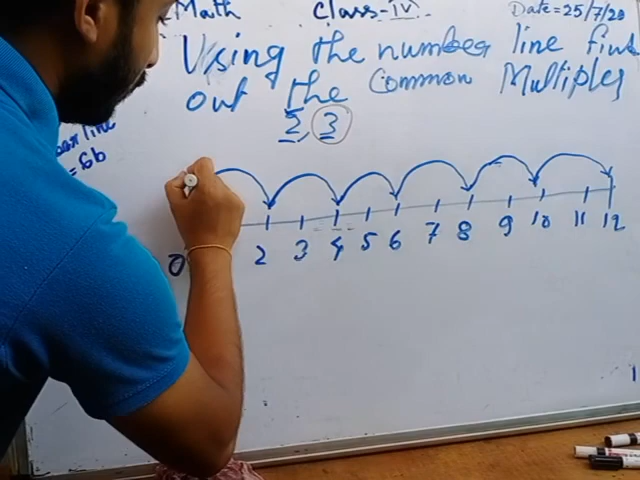 Math Class-IV Date=25/7/20
Using the number line find
out the Common Multiples
2, 3
line
0 2 3 4 5 6 7 8 9 10 11 12